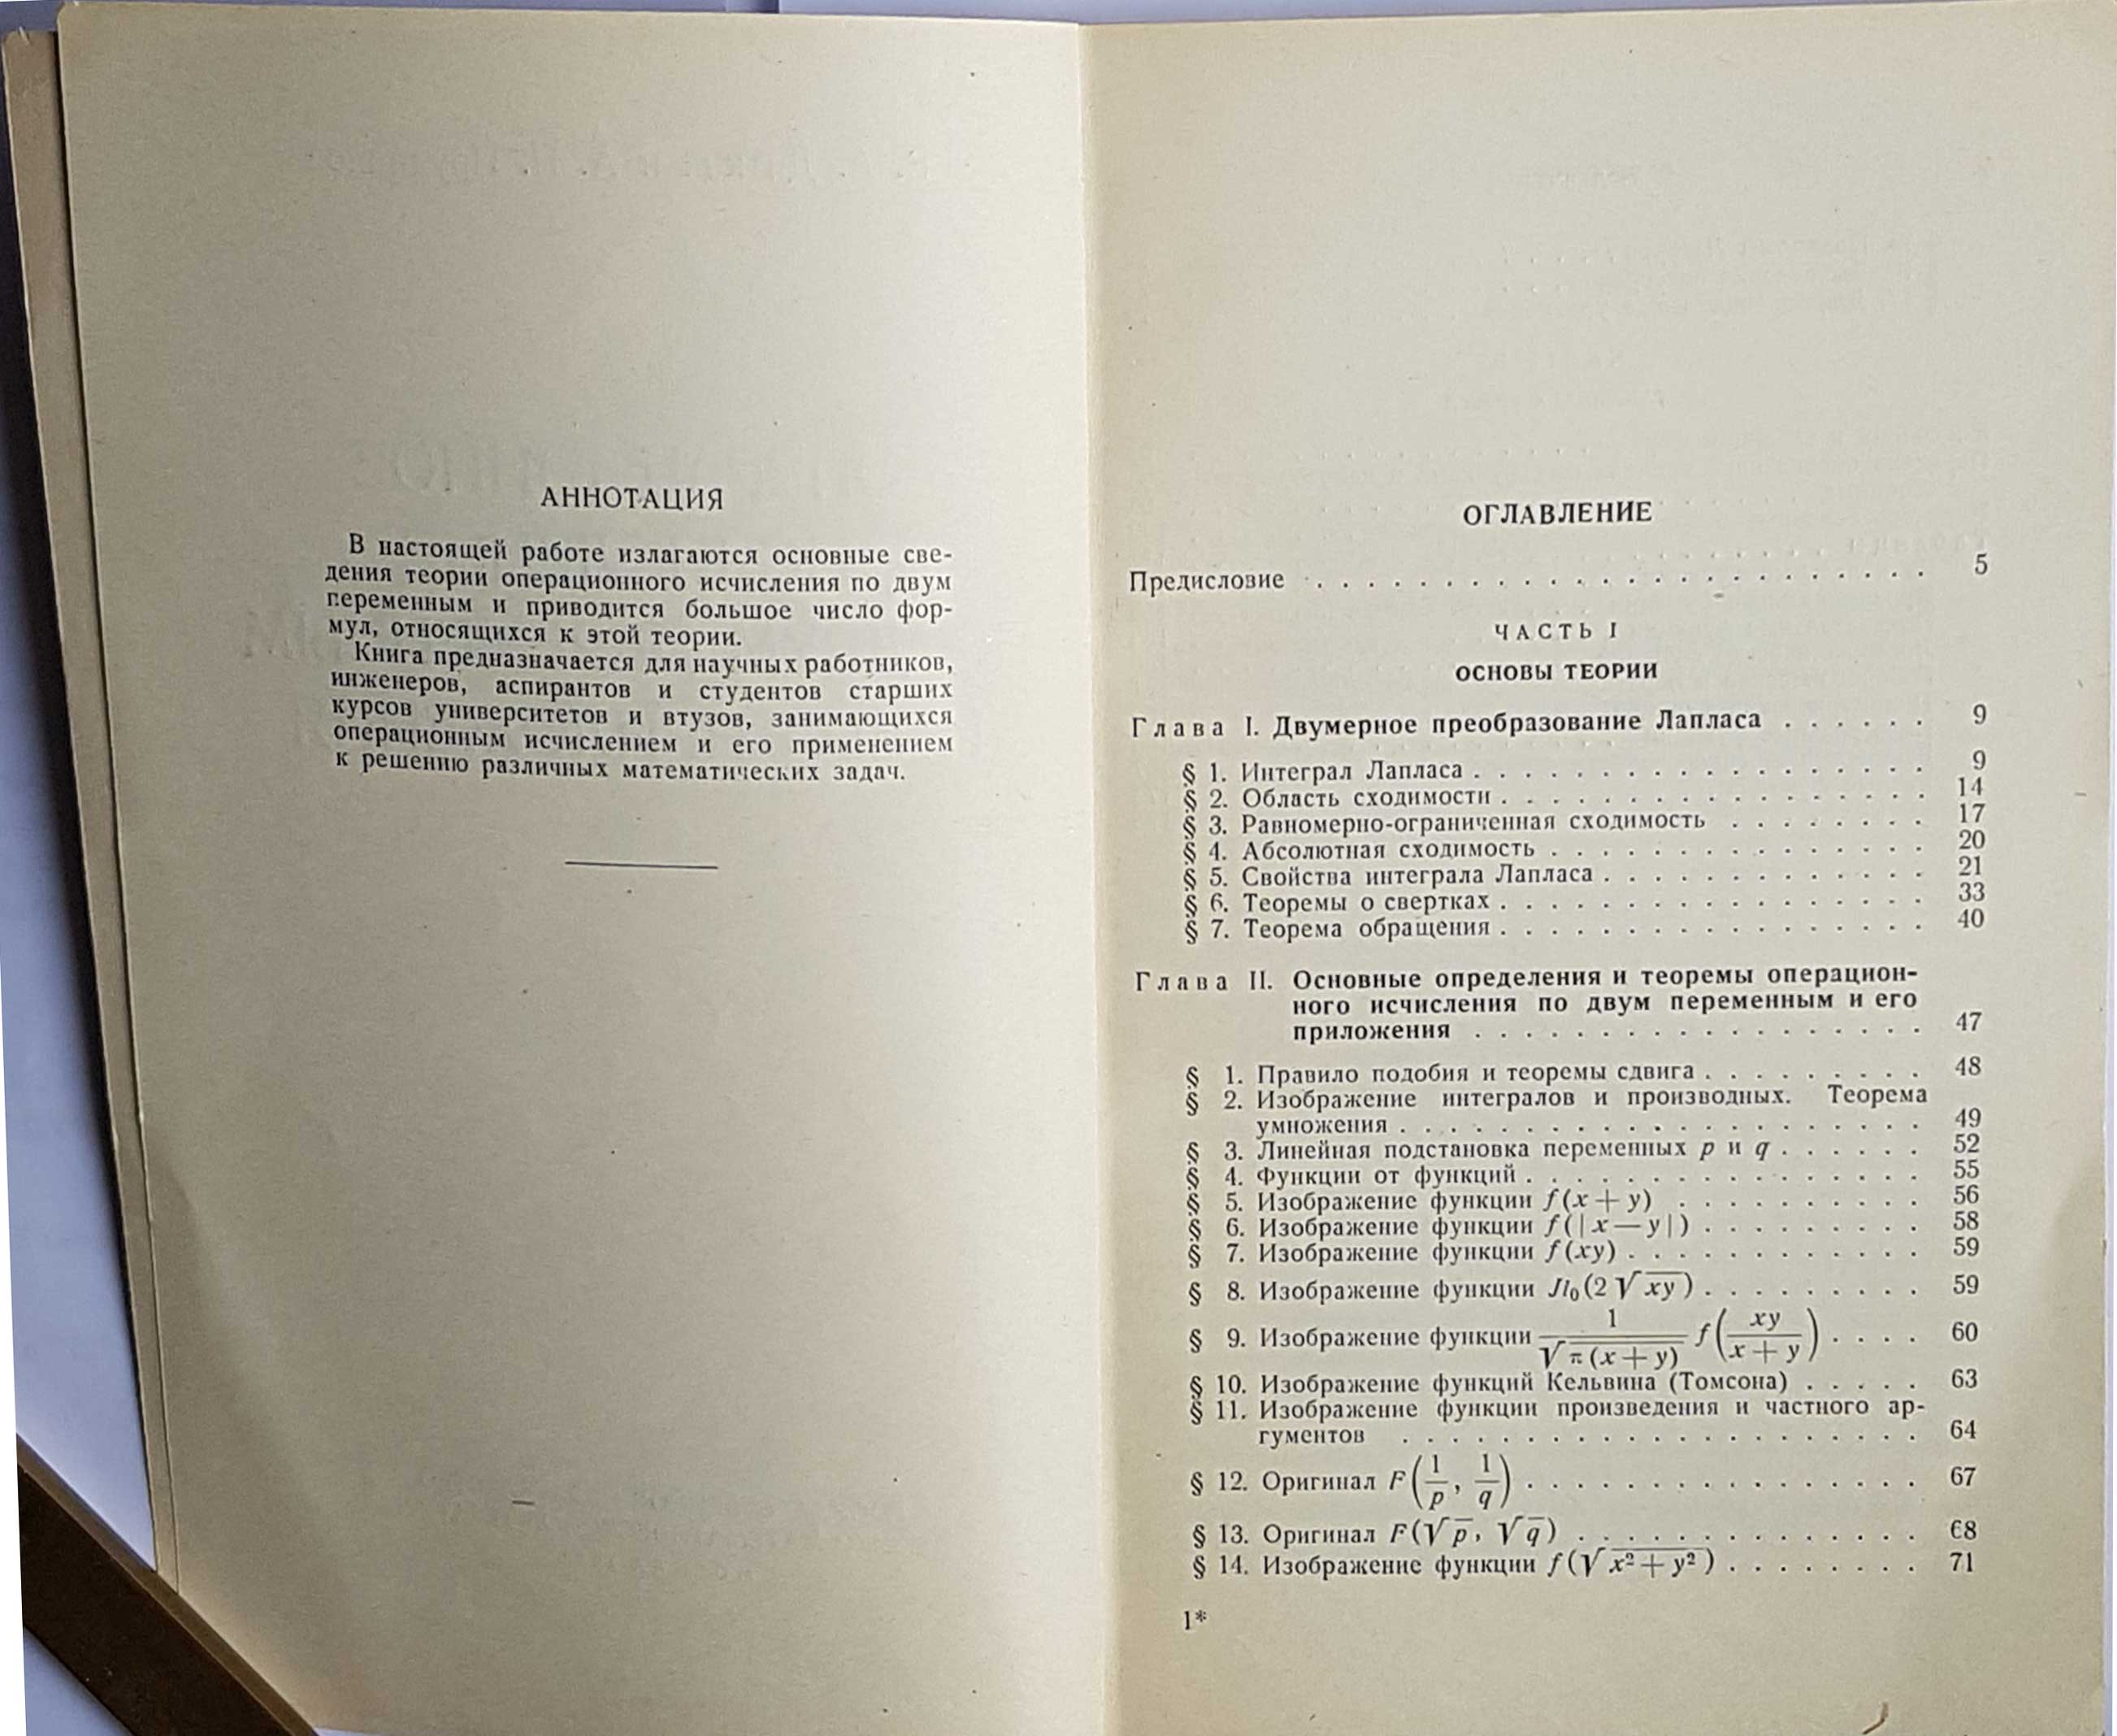 АННОТАЦИЯ
В настоящей работе излагаются основные све-
дения теории операционного исчисления по двум
переменным и приводится большое число фор-
мул, относящихся к этой теории.
Книга предназначается для научных работников,
инженеров, аспирантов и студентов старших
курсов университетов и втузов, занимающихся
операционным исчислением и его применением
к решению различных математических задач.
ОГЛАВЛЕНИЕ
Предисловие . . . . . . . . . . . . . . . . . . . . . . . . 5
ЧАСТЬ I
ОСНОВЫ ТЕОРИИ
Глава I. Двумерное преобразование Лапласа . . . . . . 9
§ 1. Интеграл Лапласа . . . . . . . . . . . . . . . . . . 9
§ 2. Область сходимости . . . . . . . . . . . . . . . . . 14
§ 3. Равномерно-ограниченная сходимость . . . . . . . . 17
§ 4. Абсолютная сходимость . . . . . . . . . . . . . . . 20
§ 5. Свойства интеграла Лапласа . . . . . . . . . . . . . 21
§ 6. Теоремы о свертках . . . . . . . . . . . . . . . . . 33
§ 7. Теорема обращения . . . . . . . . . . . . . . . . . 40
Глава II. Основные определения и теоремы операцион-
ного исчисления по двум переменным и его
приложения . . . . . . . . . . . . . . . . . . 47
§ 1. Правило подобия и теоремы сдвига . . . . . . . . . 48
§ 2. Изображение интегралов и производных. Теорема
умножения . . . . . . . . . . . . . . . . . . . . . 49
§ 3. Линейная подстановка переменных p и q . . . . . . 52
§ 4. Функции от функций . . . . . . . . . . . . . . . . 55
§ 5. Изображение функции f(x + y) . . . . . . . . . . 56
§ 6. Изображение функции f(|x — y|) . . . . . . . . . 58
§ 7. Изображение функции f(xy) . . . . . . . . . . . . 59
§ 8. Изображение функции Jl₀(2√xy) . . . . . . . . . 59
§ 9. Изображение функции 1/√π(x + y) f(xy/(x + y)) . . . . 60
§ 10. Изображение функций Кельвина (Томсона) . . . . . 63
§ 11. Изображение функции произведения и частного ар-
гументов . . . . . . . . . . . . . . . . . . . . 64
§ 12. Оригинал F(1/p, 1/q) . . . . . . . . . . . . . . . . 67
§ 13. Оригинал F(√p, √q) . . . . . . . . . . . . . . 68
§ 14. Изображение функции f(√x² + y²) . . . . . . . . 71
1*